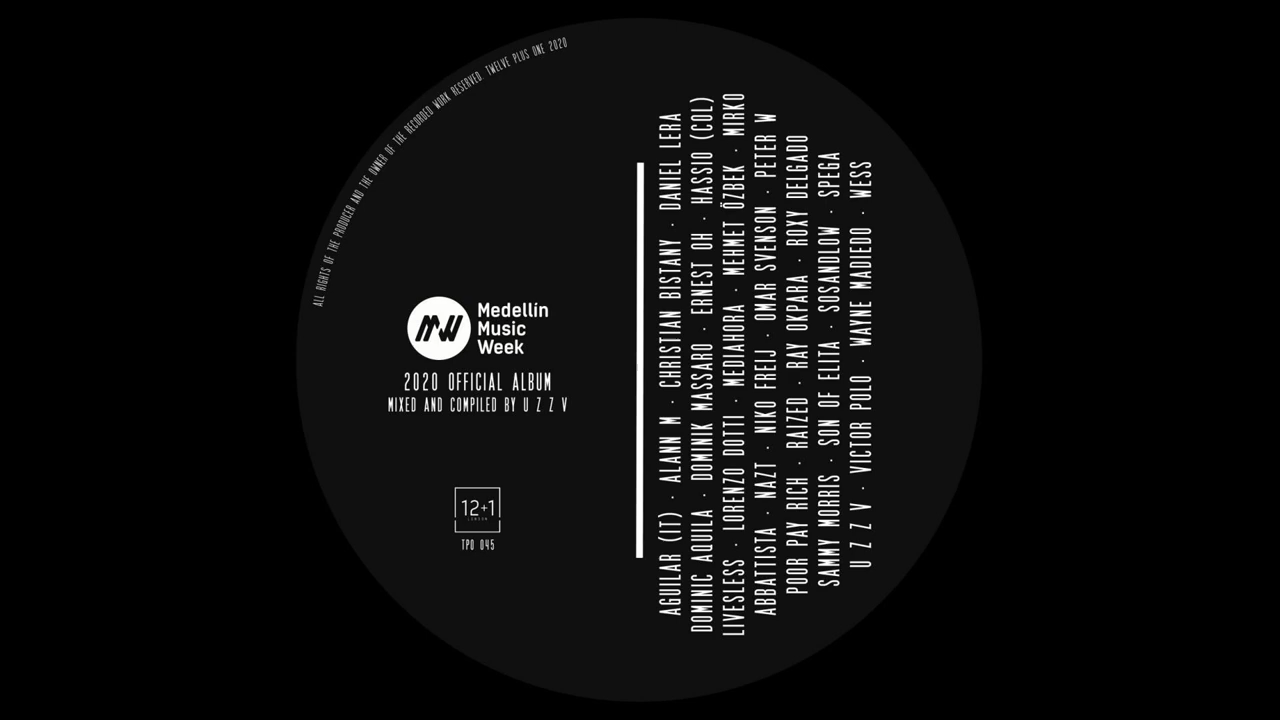 ALL RIGHTS OF THE PRODUCER AND THE OWNER OF THE RECORDED WORK RESERVED. TWELVE PLUS ONE 2020
MW
Medellín
Music
Week
2020 OFFICIAL ALBUM
MIXED AND COMPILED BY U Z Z V
12+1
LONDON
TPO 045
AGUILAR (IT) · ALANN M · CHRISTIAN BISTANY · DANIEL LERA
DOMINIC AQUILA · DOMINIK MASSARO · ERNEST OH · HASSIO (COL)
LIVESLESS · LORENZO DOTTI · MEDIAHORA · MEHMET ÖZBEK · MIRKO
ABBATTISTA · NAZT · NIKO FREIJ · OMAR SVENSON · PETER W
POOR PAY RICH · RAIZED · RAY OKPARA · ROXY DELGADO
SAMMY MORRIS · SON OF ELITA · SOSANDLOW · SPEGA
U Z Z V · VICTOR POLO · WAYNE MADIEDO · WESS